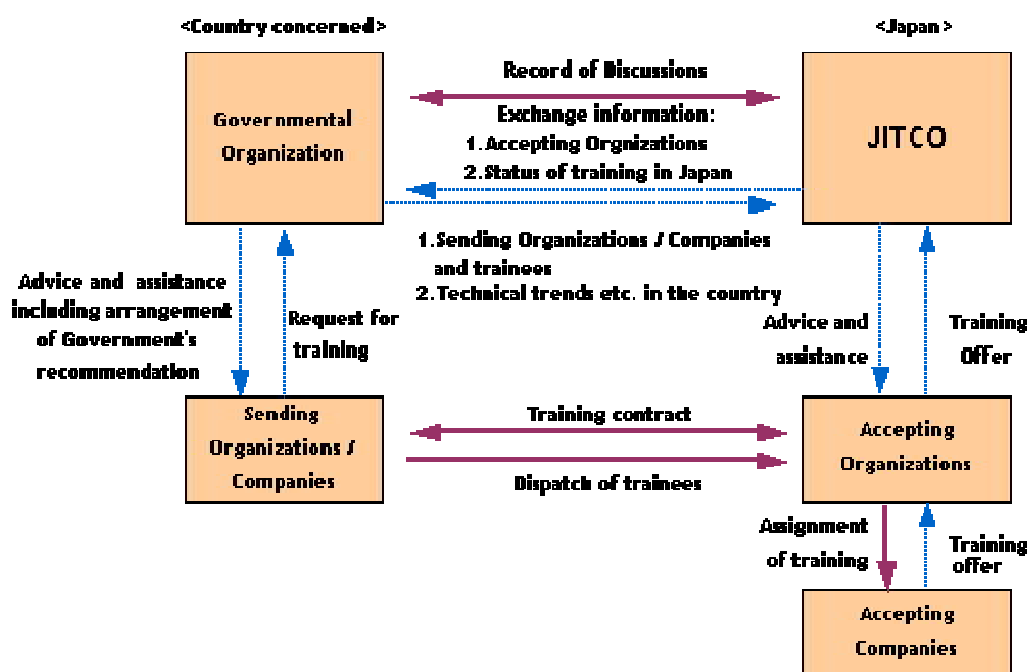 <Country concerned>
<Japan >
Governmental
Organization
Record of Discussions
Exchange information:
1.Accepting Orgnizations
2.Status of training in Japan
JITCO
1.Sending Organizations / Companies
and trainees
2.Technical trends etc. in the country
Advice and assistance
including arrangement
of Government's
recommendation
Request for
training
Advice and
assistance
Training
Offer
Sending
Organizations /
Companies
Training contract
Dispatch of trainees
Accepting
Organizations
Assignment
of training
Training
offer
Accepting
Companies